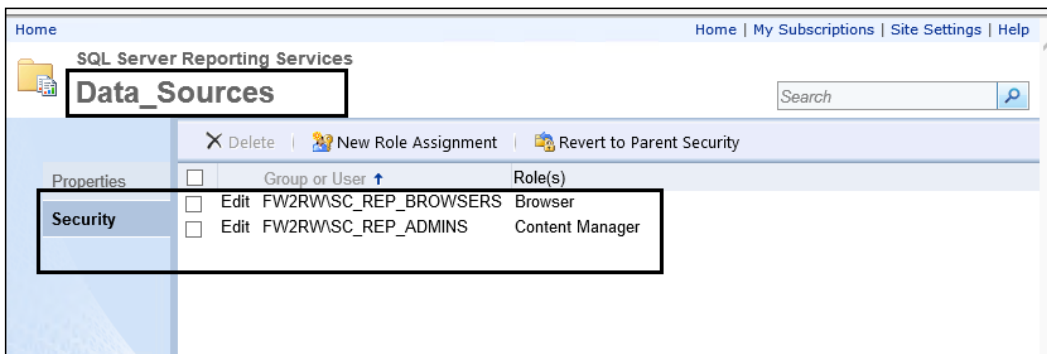 Home
Home | My Subscriptions | Site Settings | Help
SQL Server Reporting Services
Data_Sources
Search
Delete | New Role Assignment | Revert to Parent Security
Properties
Security
Group or User ↑ Role(s)
Edit FW2RW\SC_REP_BROWSERS Browser
Edit FW2RW\SC_REP_ADMINS Content Manager